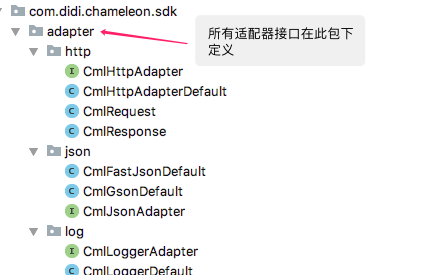 com.didi.chameleon.sdk
adapter
所有适配器接口在此包下
定义
http
CmlHttpAdapter
CmlHttpAdapterDefault
CmlRequest
CmlResponse
json
CmlFastJsonDefault
CmlGsonDefault
CmlJsonAdapter
log
CmlLoggerAdapter
CmlLoggerDefault